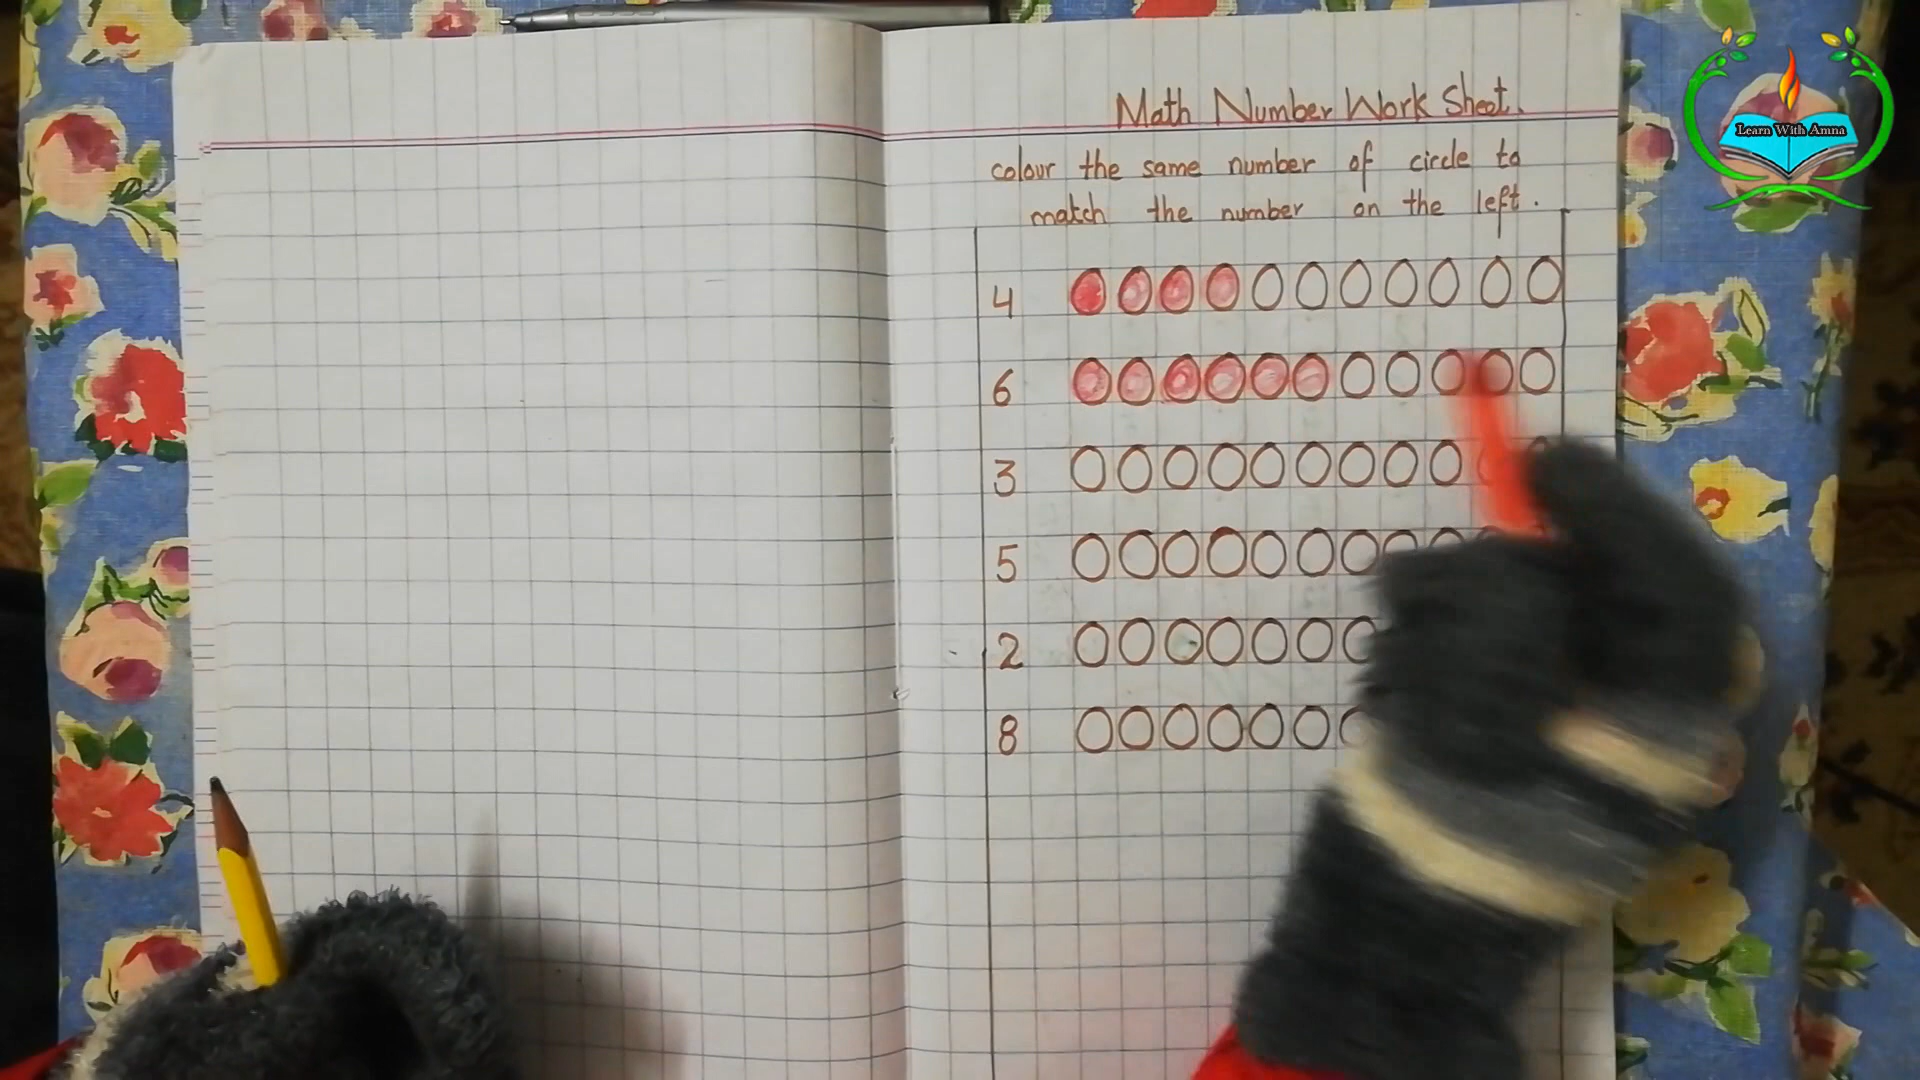 Math Number Work Sheet.
colour the same number of circle to
match the number on the left.
4
6
3
5
2
8
Learn With Amna